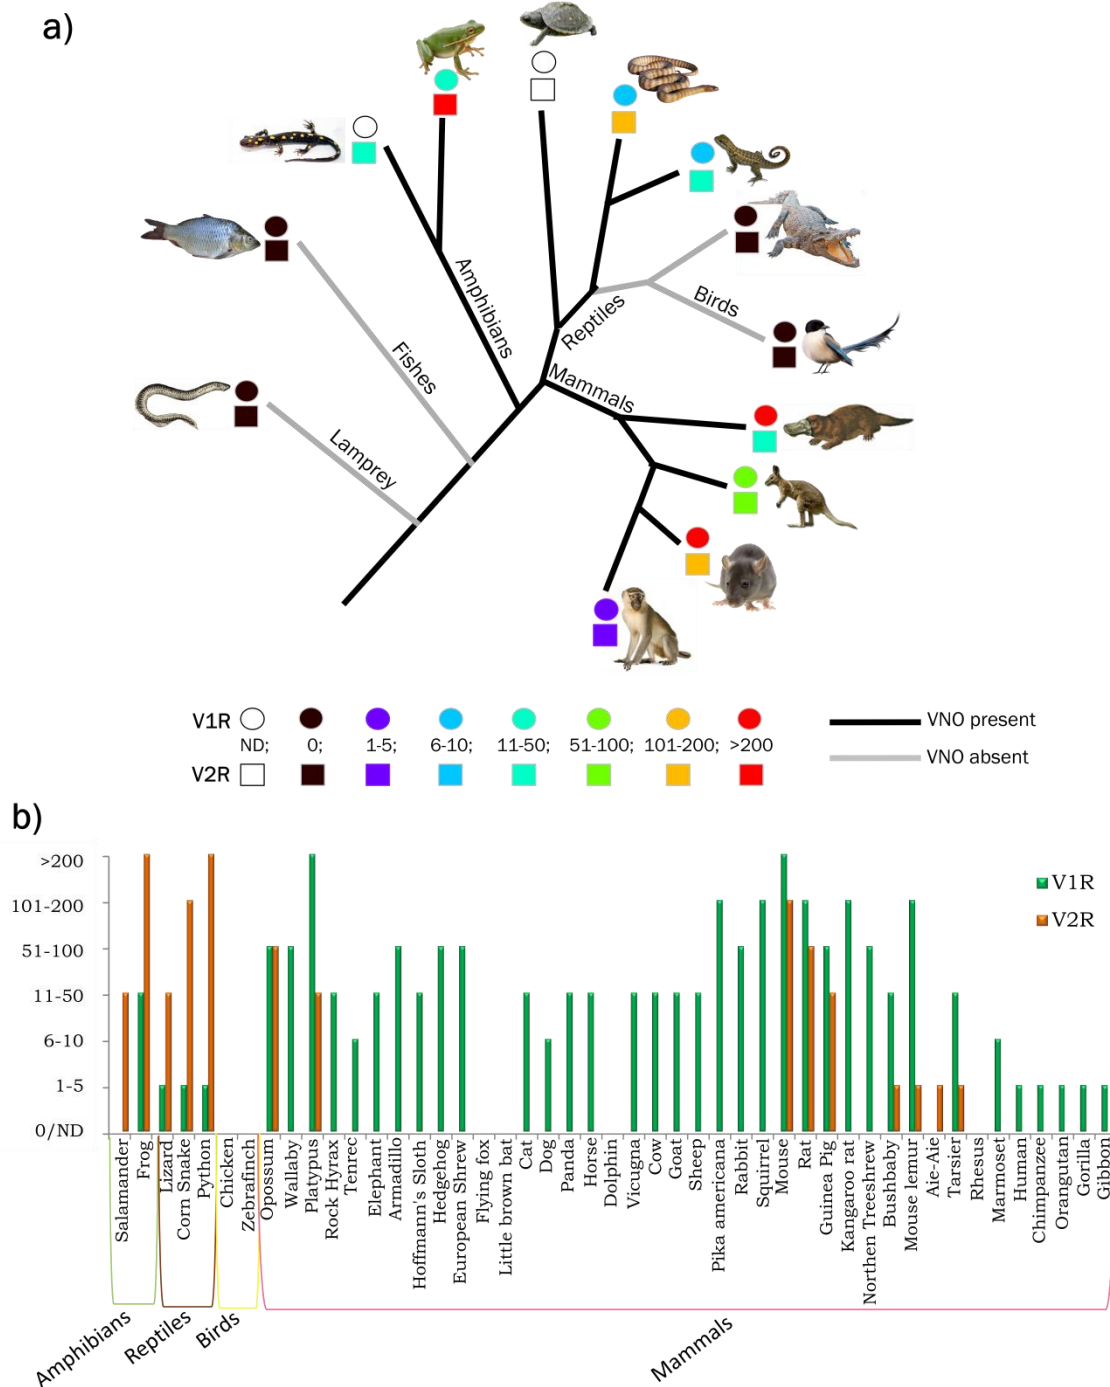 a)
Amphibians
Reptiles
Birds
Fishes
Mammals
Lamprey
V1R
ND; 0; 1-5; 6-10; 11-50; 51-100; 101-200; >200
V2R
VNO present
VNO absent
b)
>200
101-200
51-100
11-50
6-10
1-5
0/ND
V1R
V2R
Salamander
Frog
Lizard
Corn Snake
Python
Chicken
Zebrafinch
Opossum
Wallaby
Platypus
Rock Hyrax
Tenrec
Elephant
Armadillo
Hoffmann's Sloth
Hedgehog
European Shrew
Flying fox
Little brown bat
Cat
Dog
Panda
Horse
Dolphin
Vicugna
Cow
Goat
Sheep
Pika americana
Rabbit
Squirrel
Mouse
Rat
Guinea Pig
Kangaroo rat
Northen Treeshrew
Bushbaby
Mouse lemur
Aie-Aie
Tarsier
Rhesus
Marmoset
Human
Chimpanzee
Orangutan
Gorilla
Gibbon
Amphibians
Reptiles
Birds
Mammals